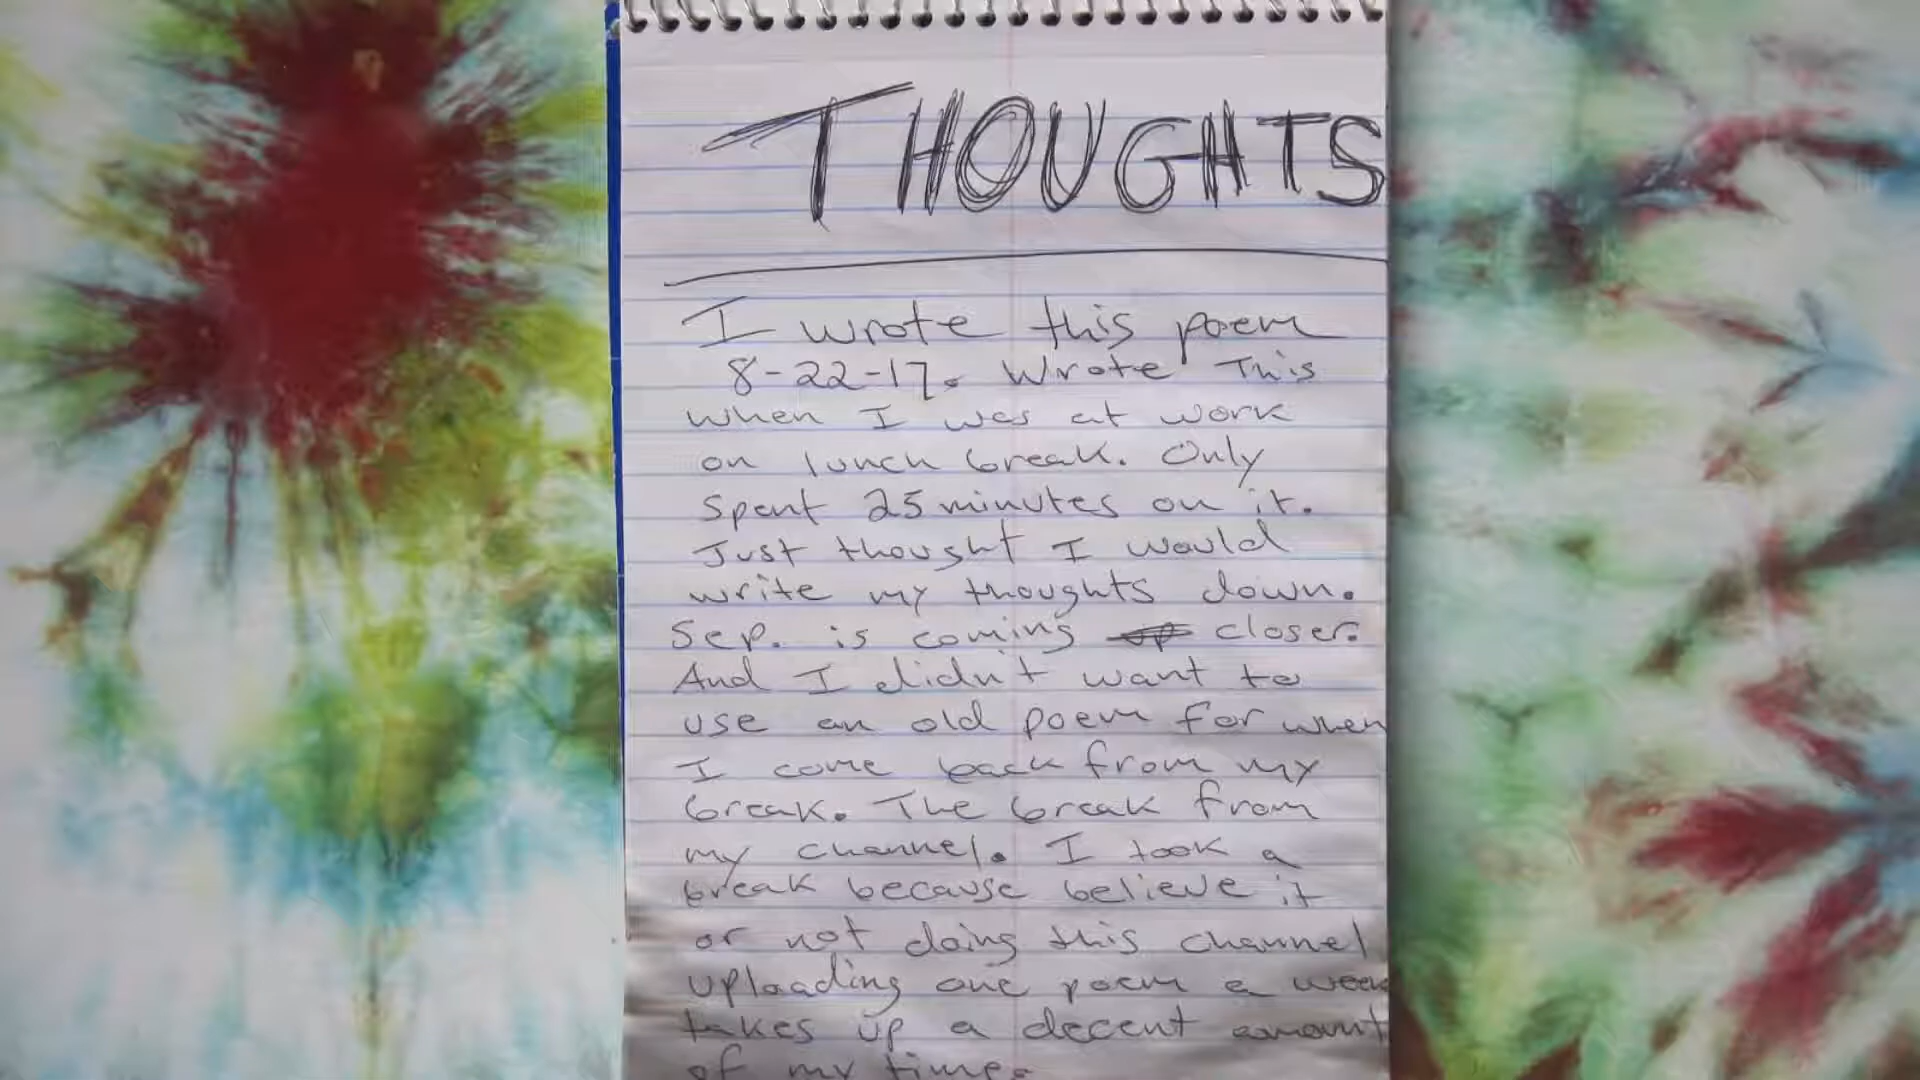 THOUGHTS
I wrote this poem
8-22-17. Wrote This
when I was at work
on lunch break. Only
spent 25 minutes on it.
Just thought I would
write my thoughts down.
Sep. is coming up closer.
And I didn't want to
use an old poem for when
I come back from my
break. The break from
my channel. I took a
break because believe it
or not doing this channel
uploading one poem a week
takes up a decent amount
of my time.